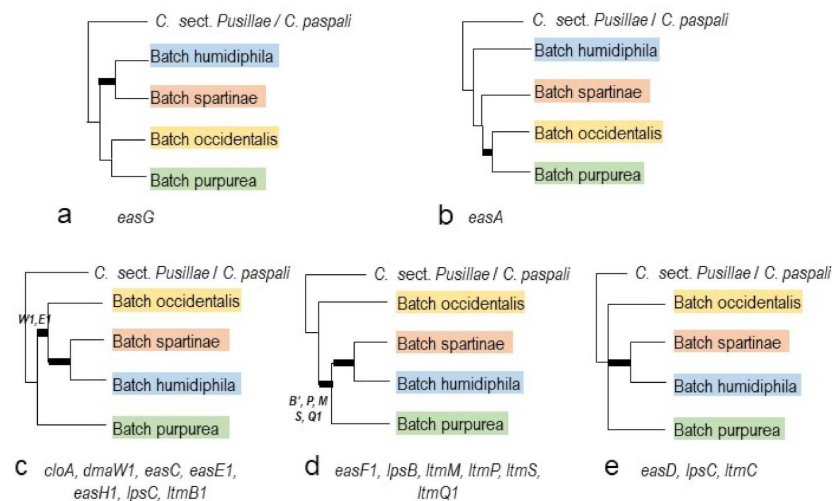 C. sect. Pusillae / C. paspali
Batch humidiphila
Batch spartinae
Batch occidentalis
Batch purpurea
a easG
C. sect. Pusillae / C. paspali
Batch humidiphila
Batch spartinae
Batch occidentalis
Batch purpurea
b easA
C. sect. Pusillae / C. paspali
Batch occidentalis
W1,E1
Batch spartinae
Batch humidiphila
Batch purpurea
c cloA, dmaW1, easC, easE1,
easH1, lpsC, ltmB1
C. sect. Pusillae / C. paspali
Batch occidentalis
Batch spartinae
Batch humidiphila
B', P, M
S, Q1
Batch purpurea
d easF1, lpsB, ltmM, ltmP, ltmS,
ltmQ1
C. sect. Pusillae / C. paspali
Batch occidentalis
Batch spartinae
Batch humidiphila
Batch purpurea
e easD, lpsC, ltmC